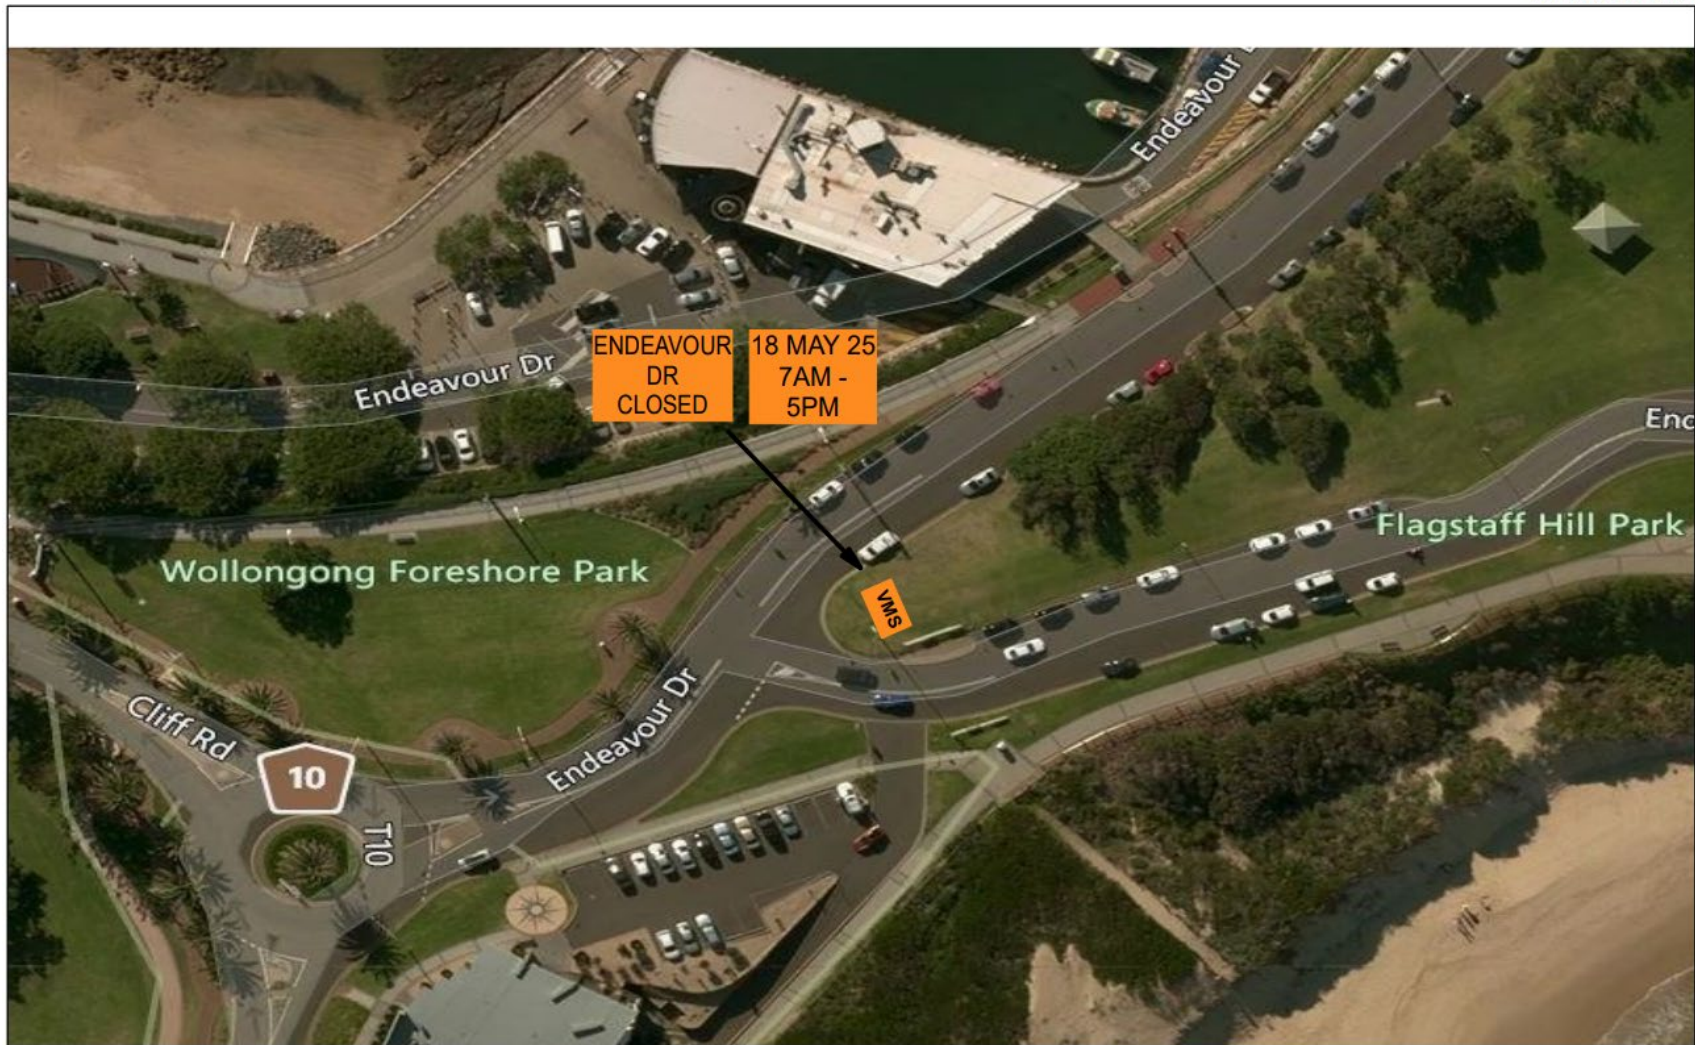 Endeavour D
ENDEAVOUR
DR
CLOSED
18 MAY 25
7AM -
5PM
Endeavour Dr
End
Flagstaff Hill Park
Wollongong Foreshore Park
VMS
Cliff Rd
Endeavour Dr
10
T10